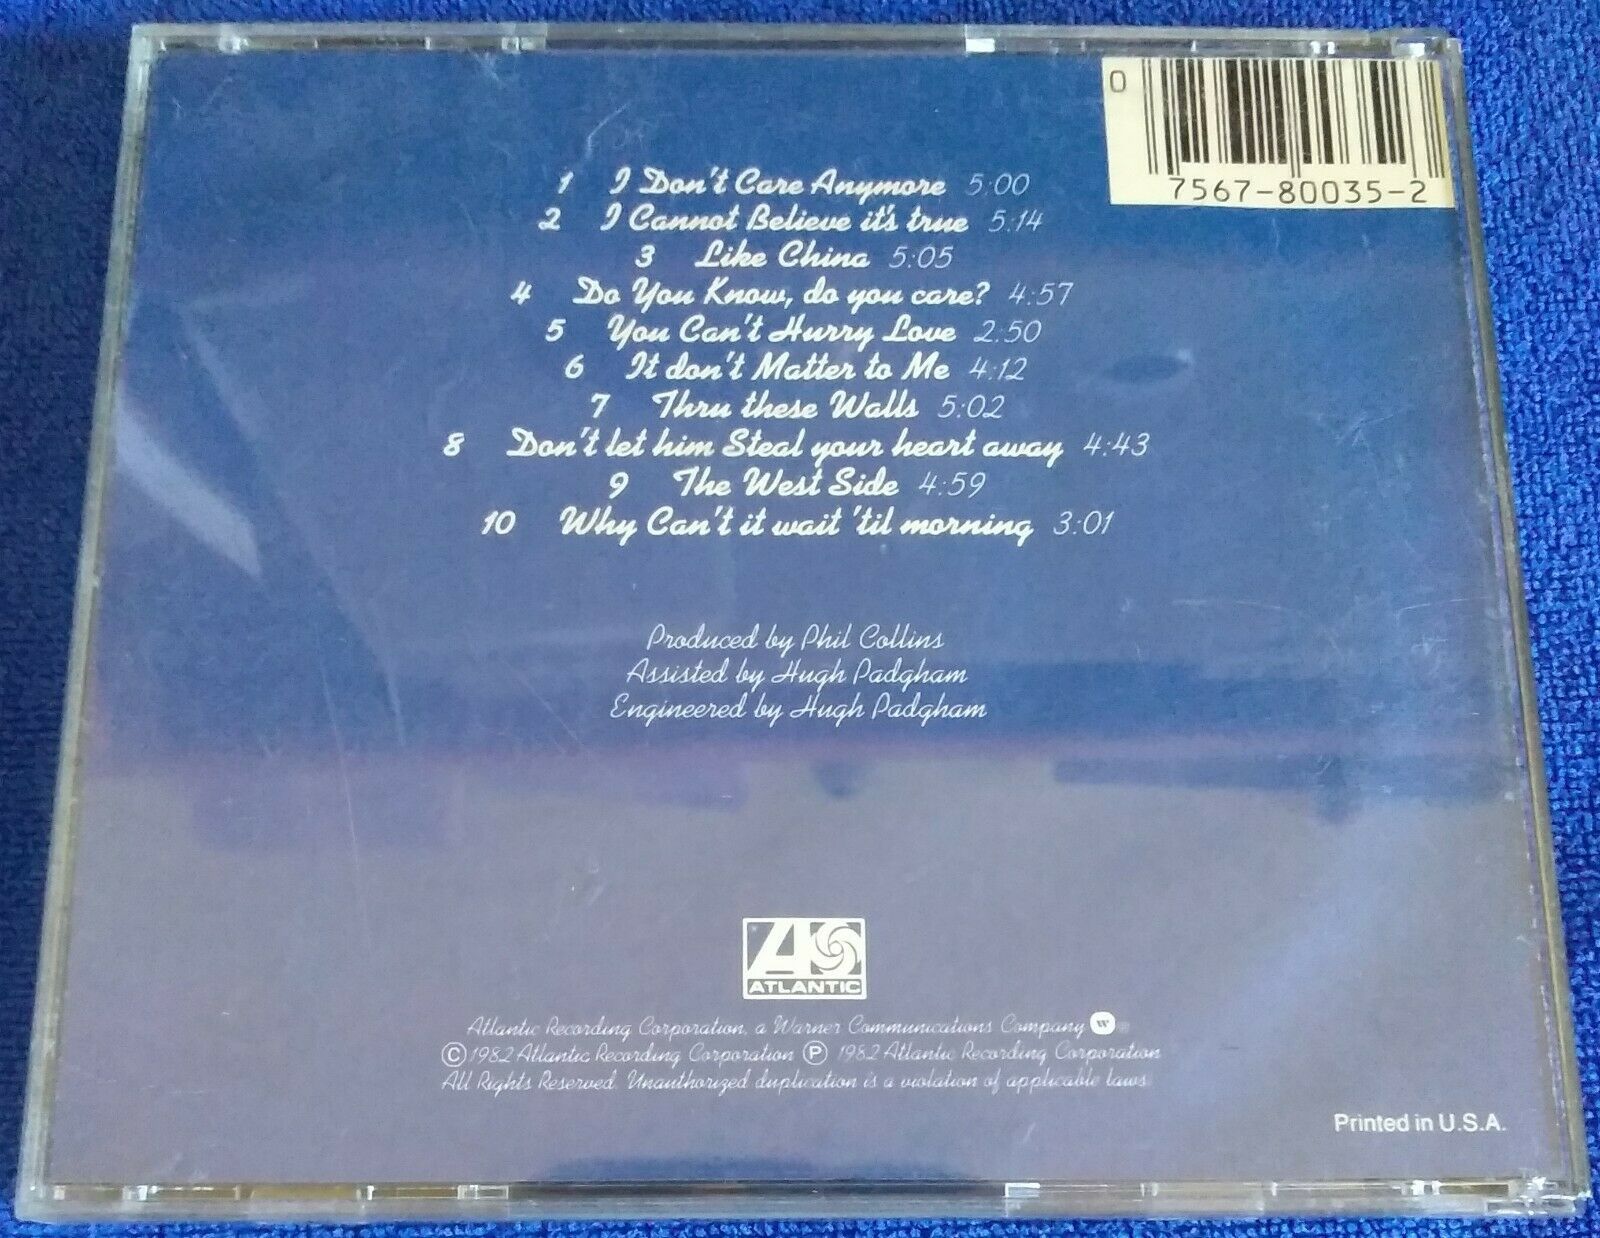 0
7567-80035-2
1 I Don't Care Anymore 5:00
2 I Cannot Believe it's true 5:14
3 Like China 5:05
4 Do You Know, do you care? 4:57
5 You Can't Hurry Love 2:50
6 It don't Matter to Me 4:12
7 Thru these Walls 5:02
8 Don't let him Steal your heart away 4:43
9 The West Side 4:59
10 Why Can't it wait 'til morning 3:01
Produced by Phil Collins
Assisted by Hugh Padgham
Engineered by Hugh Padgham
ATLANTIC
Atlantic Recording Corporation, a Warner Communications Company
© 1982 Atlantic Recording Corporation ℗ 1982 Atlantic Recording Corporation
All Rights Reserved. Unauthorized duplication is a violation of applicable laws.
Printed in U.S.A.